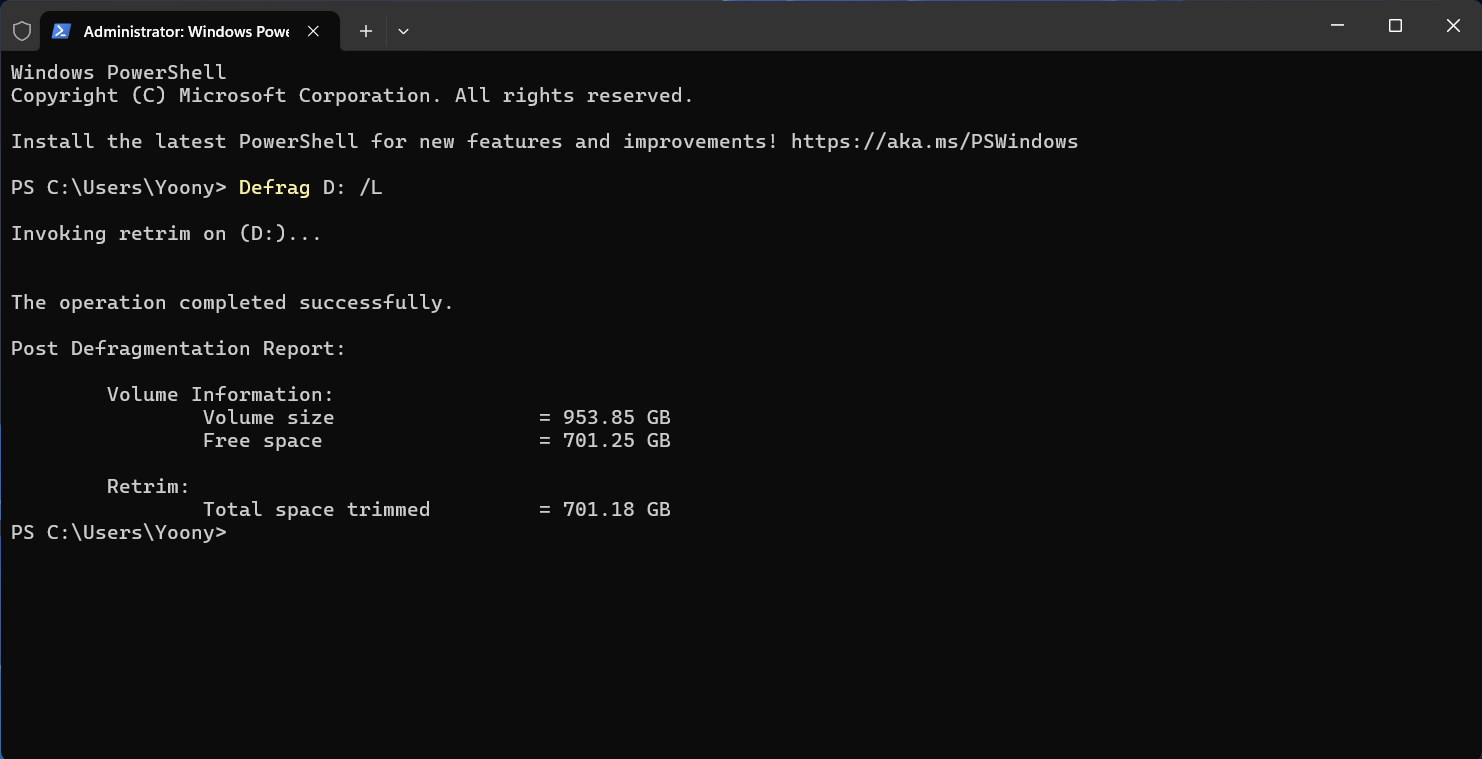 Administrator: Windows Powe
Windows PowerShell
Copyright (C) Microsoft Corporation. All rights reserved.
Install the latest PowerShell for new features and improvements! https://aka.ms/PSWindows
PS C:\Users\Yoony> Defrag D: /L
Invoking retrim on (D:)...
The operation completed successfully.
Post Defragmentation Report:
Volume Information:
Volume size = 953.85 GB
Free space = 701.25 GB
Retrim:
Total space trimmed = 701.18 GB
PS C:\Users\Yoony>